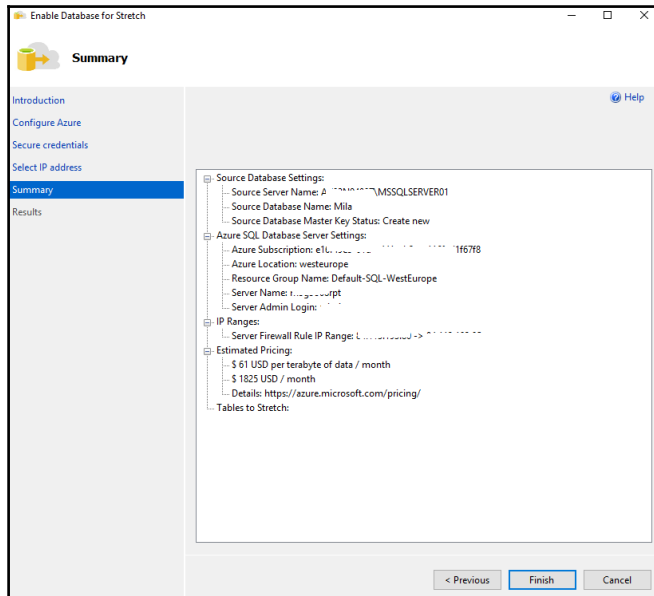 Enable Database for Stretch
Summary
Help
Introduction
Configure Azure
Secure credentials
Select IP address
Summary
Results
Source Database Settings:
Source Server Name: \MSSQLSERVER01
Source Database Name: Mila
Source Database Master Key Status: Create new
Azure SQL Database Server Settings:
Azure Subscription:
Azure Location: westeurope
Resource Group Name: Default-SQL-WestEurope
Server Name:
Server Admin Login:
IP Ranges:
Server Firewall Rule IP Range: ->
Estimated Pricing:
$ 61 USD per terabyte of data / month
$ 1825 USD / month
Details: https://azure.microsoft.com/pricing/
Tables to Stretch:
< Previous Finish Cancel